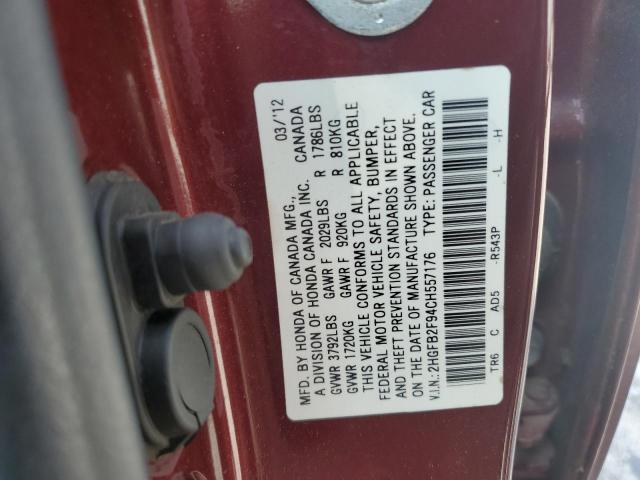 MFD. BY HONDA OF CANADA MFG., 03/'12
A DIVISION OF HONDA CANADA INC. CANADA
GVWR 3792LBS GAWR F 2029LBS R 1786LBS
GVWR 1720KG GAWR F 920KG R 810KG
THIS VEHICLE CONFORMS TO ALL APPLICABLE
FEDERAL MOTOR VEHICLE SAFETY, BUMPER,
AND THEFT PREVENTION STANDARDS IN EFFECT
ON THE DATE OF MANUFACTURE SHOWN ABOVE.
V.I.N.: 2HGFB2F94CH557176 TYPE: PASSENGER CAR
TR6 C AD5 -R543P -L -H